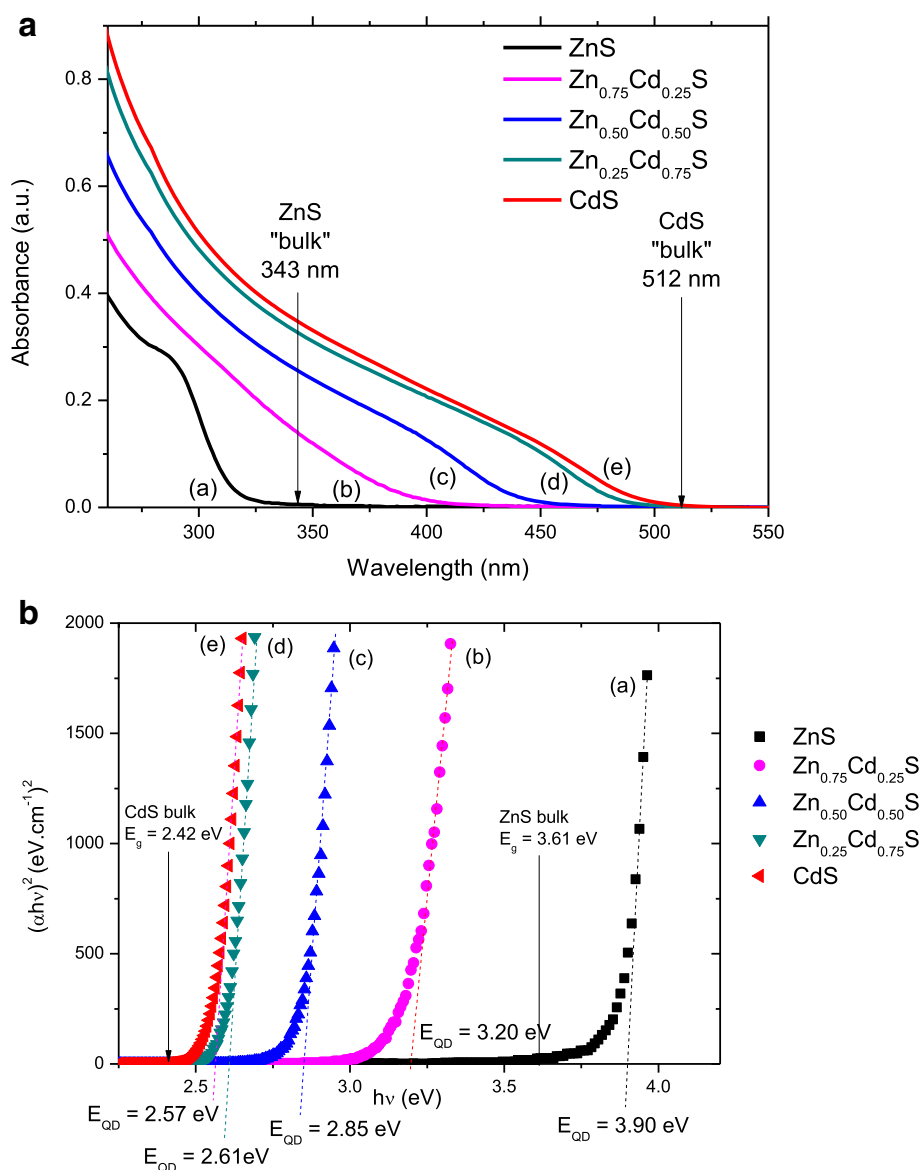 a
ZnS
Zn0.75Cd0.25S
Zn0.50Cd0.50S
Zn0.25Cd0.75S
CdS
ZnS
"bulk"
343 nm
CdS
"bulk"
512 nm
0.8
0.6
0.4
0.2
0.0
Absorbance (a.u.)
(a)
(b)
(c)
(d)
(e)
300 350 400 450 500 550
Wavelength (nm)
b
2000
1500
1000
500
0
(αhν)2 (eV.cm-1)2
(e)
(d)
(c)
(b)
(a)
CdS bulk
Eg = 2.42 eV
ZnS bulk
Eg = 3.61 eV
ZnS
Zn0.75Cd0.25S
Zn0.50Cd0.50S
Zn0.25Cd0.75S
CdS
EQD = 3.20 eV
2.5 3.0 3.5 4.0
hν (eV)
EQD = 2.57 eV
EQD = 2.61eV
EQD = 2.85 eV
EQD = 3.90 eV